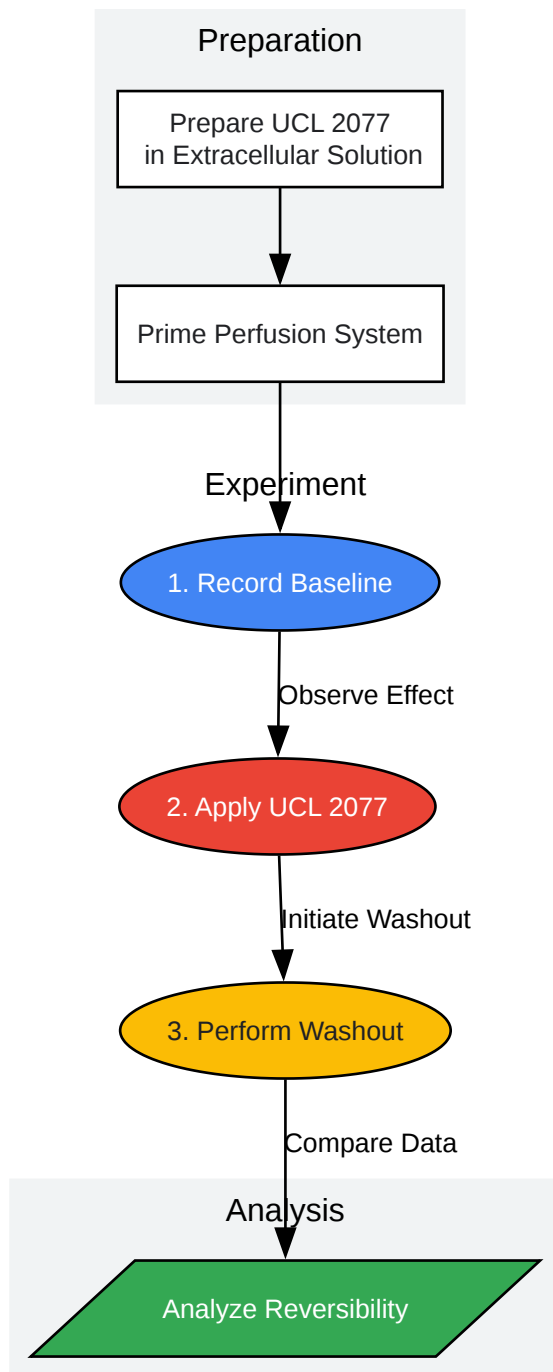 Preparation
Prepare UCL 2077
in Extracellular Solution
Prime Perfusion System
Experiment
1. Record Baseline
Observe Effect
2. Apply UCL 2077
Initiate Washout
3. Perform Washout
Compare Data
Analysis
Analyze Reversibility